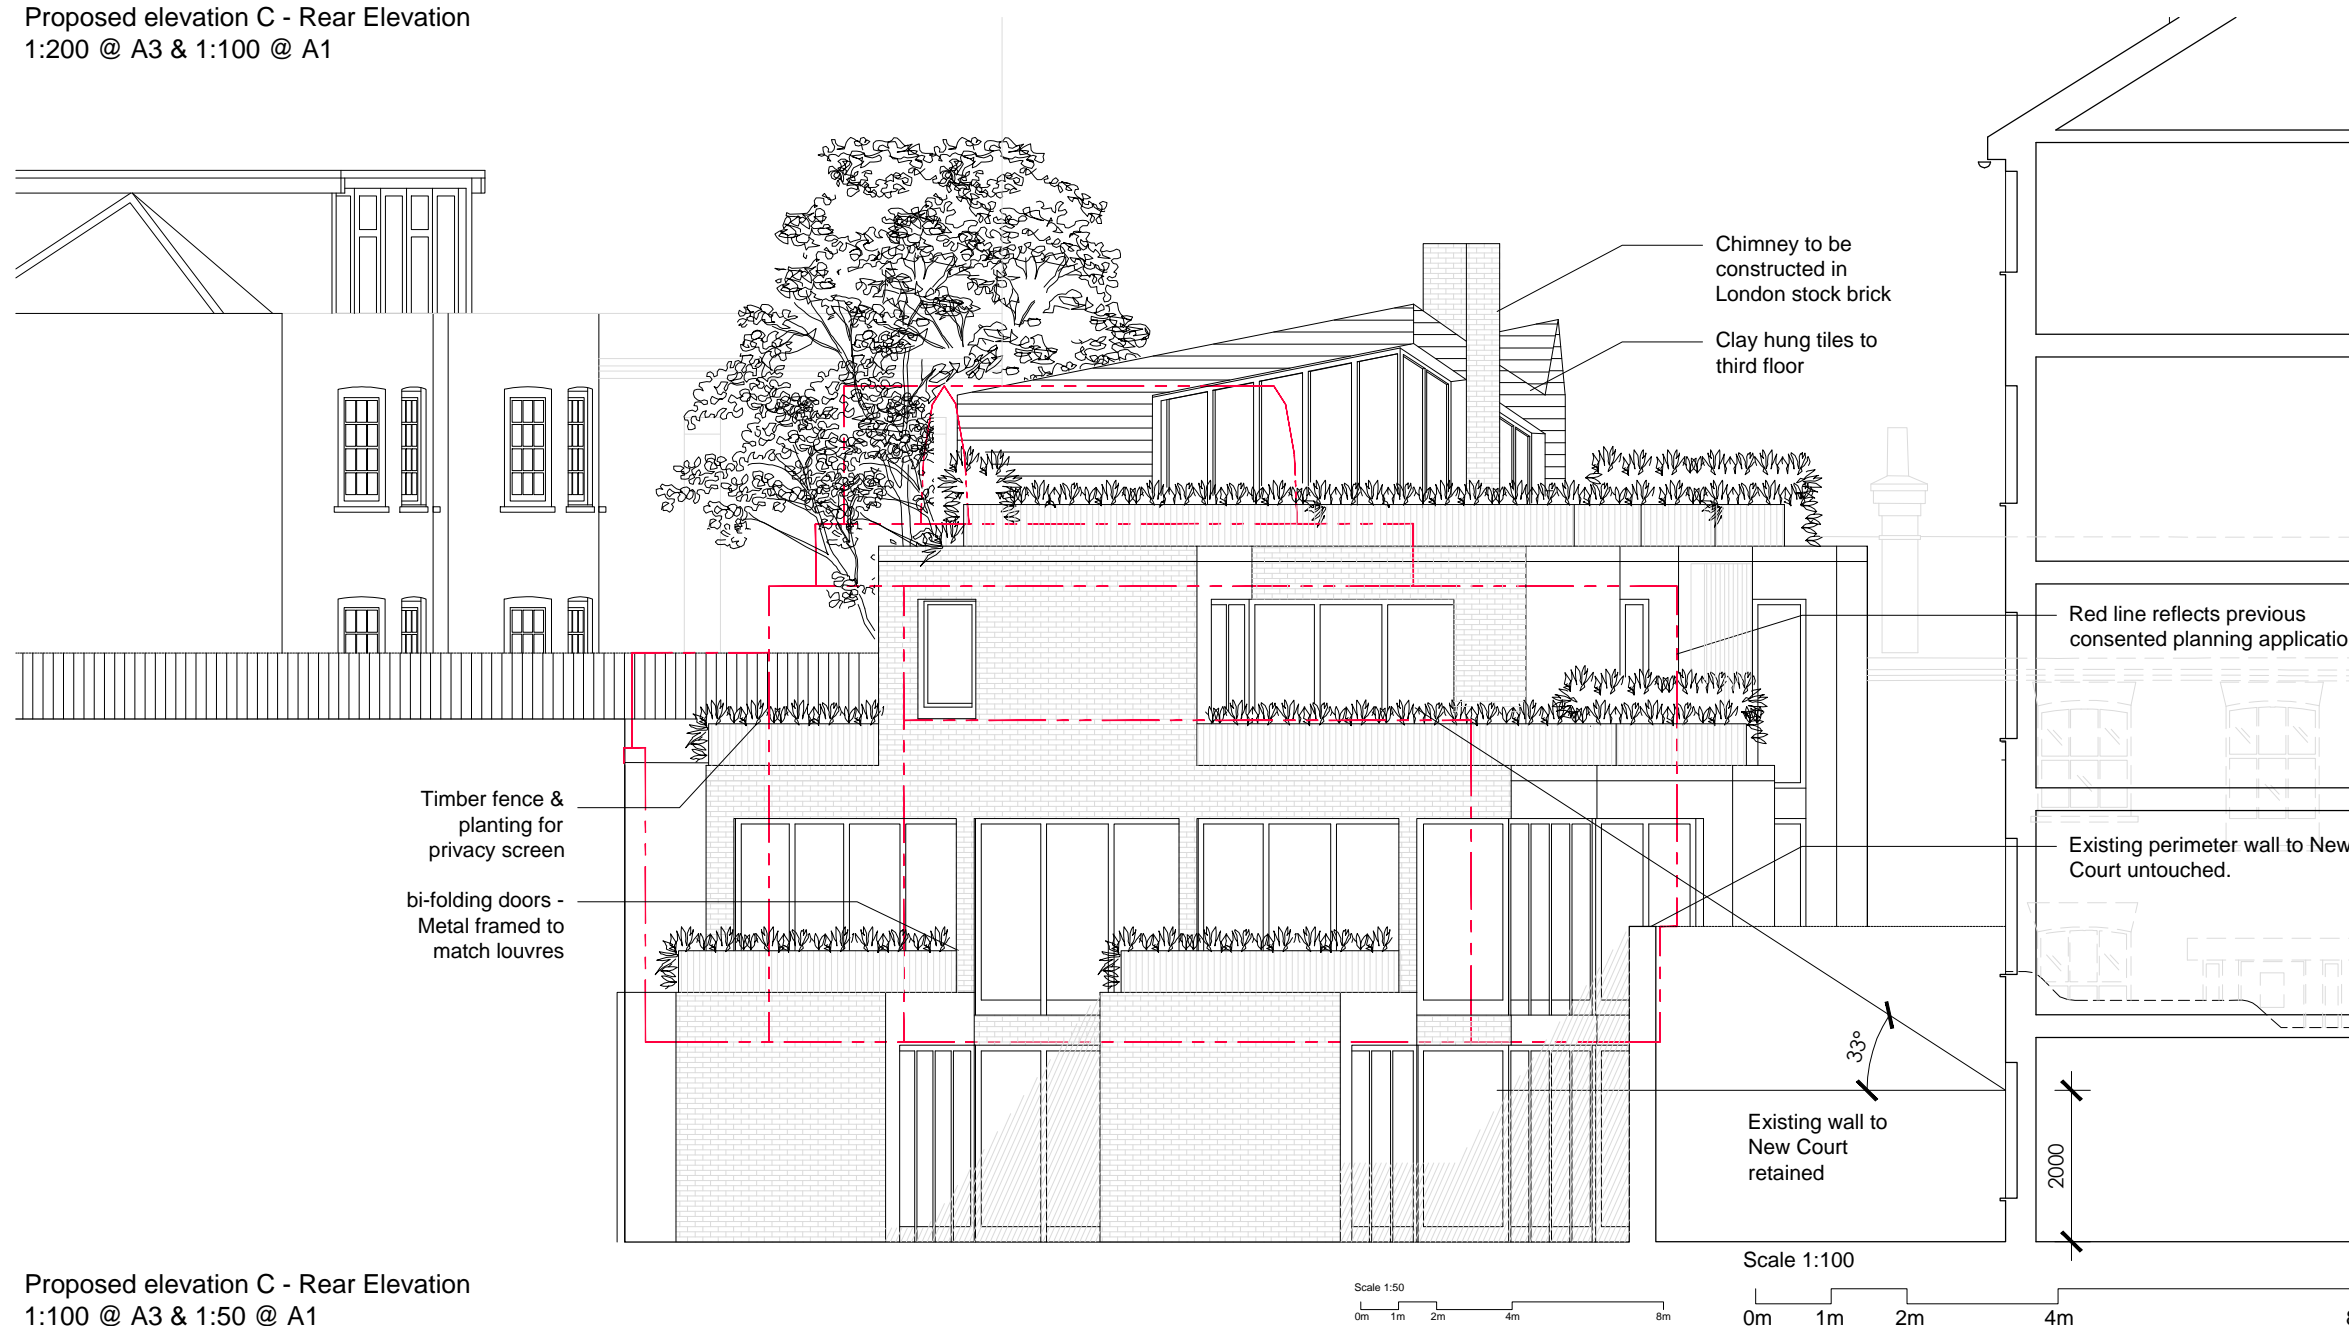 Proposed elevation C - Rear Elevation
1:200 @ A3 & 1:100 @ A1
Chimney to be
constructed in
London stock brick
Clay hung tiles to
third floor
Red line reflects previous
consented planning applicatio
Timber fence &
planting for
privacy screen
Existing perimeter wall to New
Court untouched.
bi-folding doors -
Metal framed to
match louvres
33°
Existing wall to
New Court
retained
2000
Scale 1:100
0m 1m 2m 4m
Scale 1:50
0m 1m 2m 4m 8m
Proposed elevation C - Rear Elevation
1:100 @ A3 & 1:50 @ A1